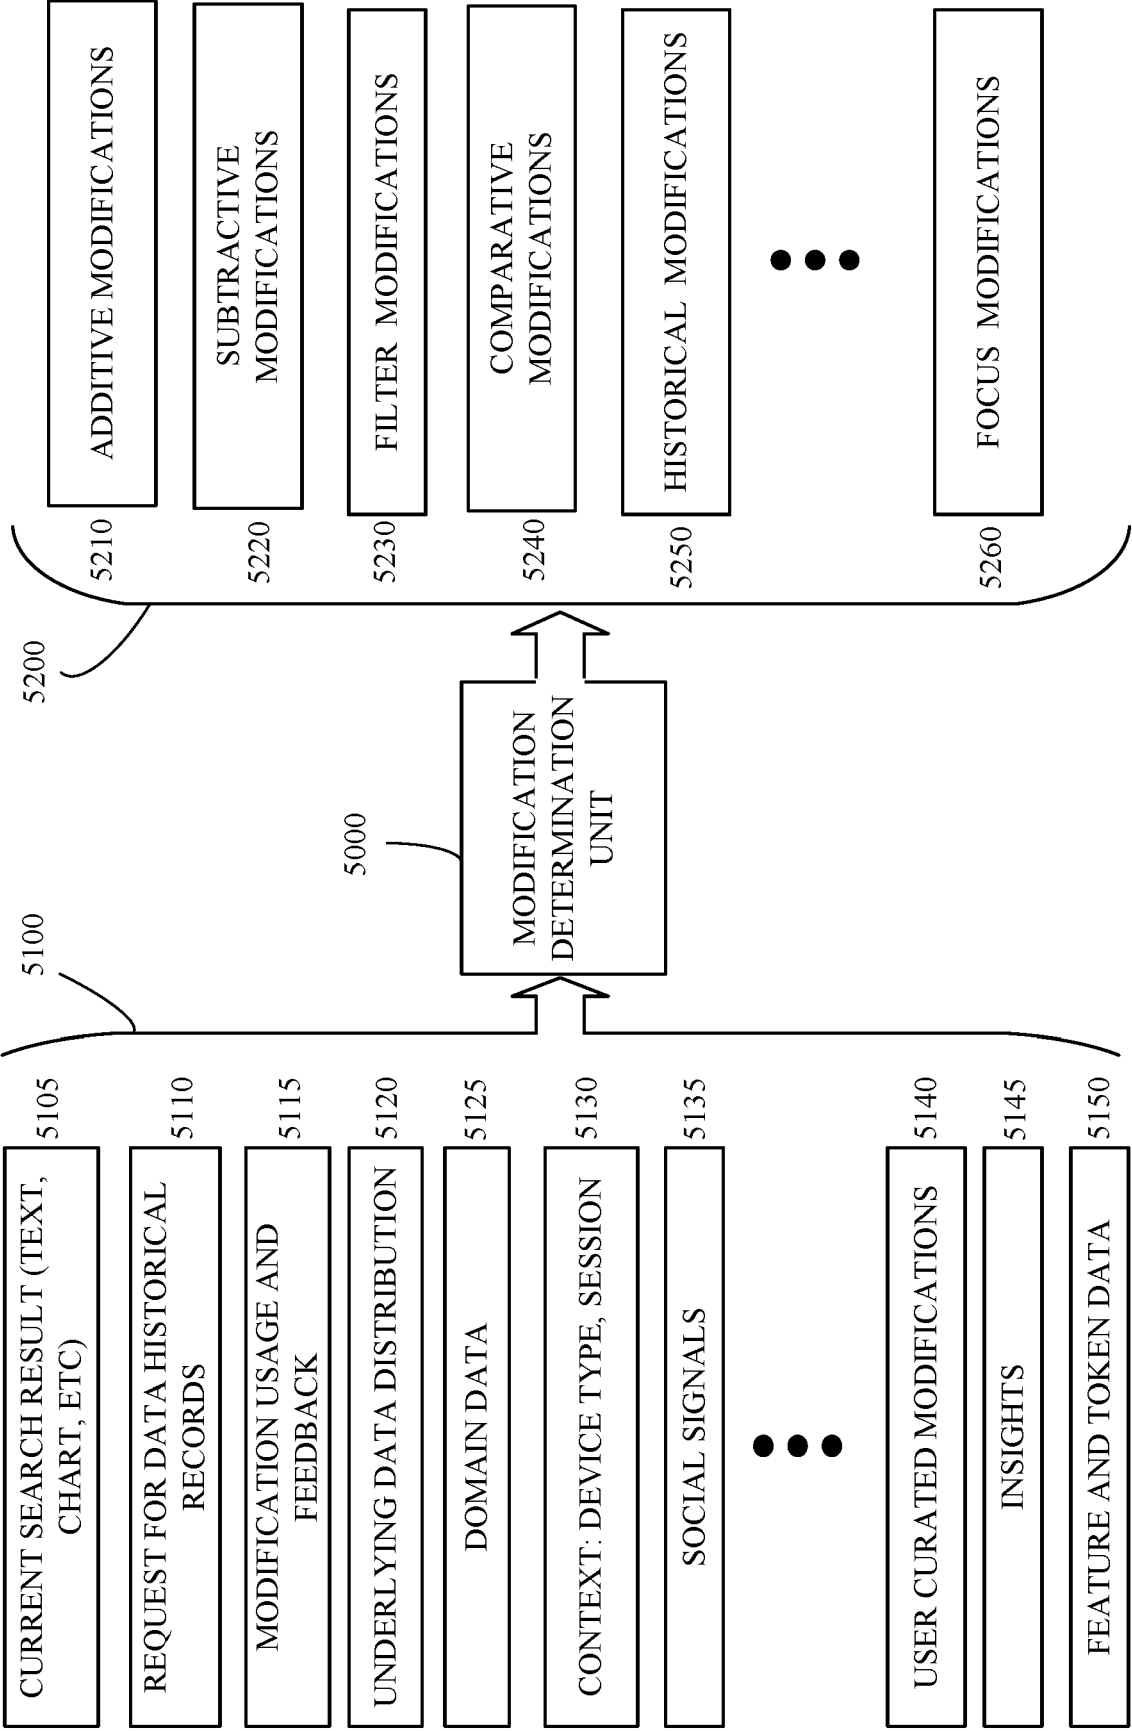 CURRENT SEARCH RESULT (TEXT,
CHART, ETC)
5105
REQUEST FOR DATA HISTORICAL
RECORDS
5110
MODIFICATION USAGE AND
FEEDBACK
5115
UNDERLYING DATA DISTRIBUTION
5120
DOMAIN DATA
5125
CONTEXT: DEVICE TYPE, SESSION
5130
SOCIAL SIGNALS
5135
USER CURATED MODIFICATIONS
5140
INSIGHTS
5145
FEATURE AND TOKEN DATA
5150
5100
5000
MODIFICATION
DETERMINATION
UNIT
5200
5210
ADDITIVE MODIFICATIONS
5220
SUBTRACTIVE
MODIFICATIONS
5230
FILTER MODIFICATIONS
5240
COMPARATIVE
MODIFICATIONS
5250
HISTORICAL MODIFICATIONS
5260
FOCUS MODIFICATIONS